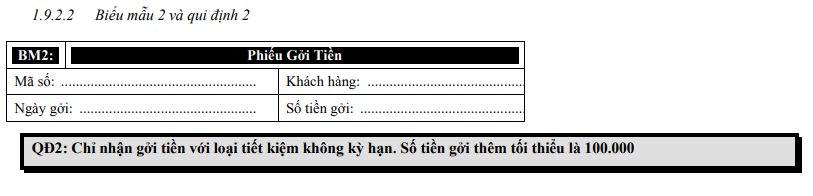 1.9.2.2 Biểu mẫu 2 và qui định 2
BM2: Phiếu Gởi Tiền
Mã số: .................................................... Khách hàng: ..........................................
Ngày gởi: ............................................... Số tiền gởi: ............................................
QĐ2: Chỉ nhận gởi tiền với loại tiết kiệm không kỳ hạn. Số tiền gởi thêm tối thiểu là 100.000